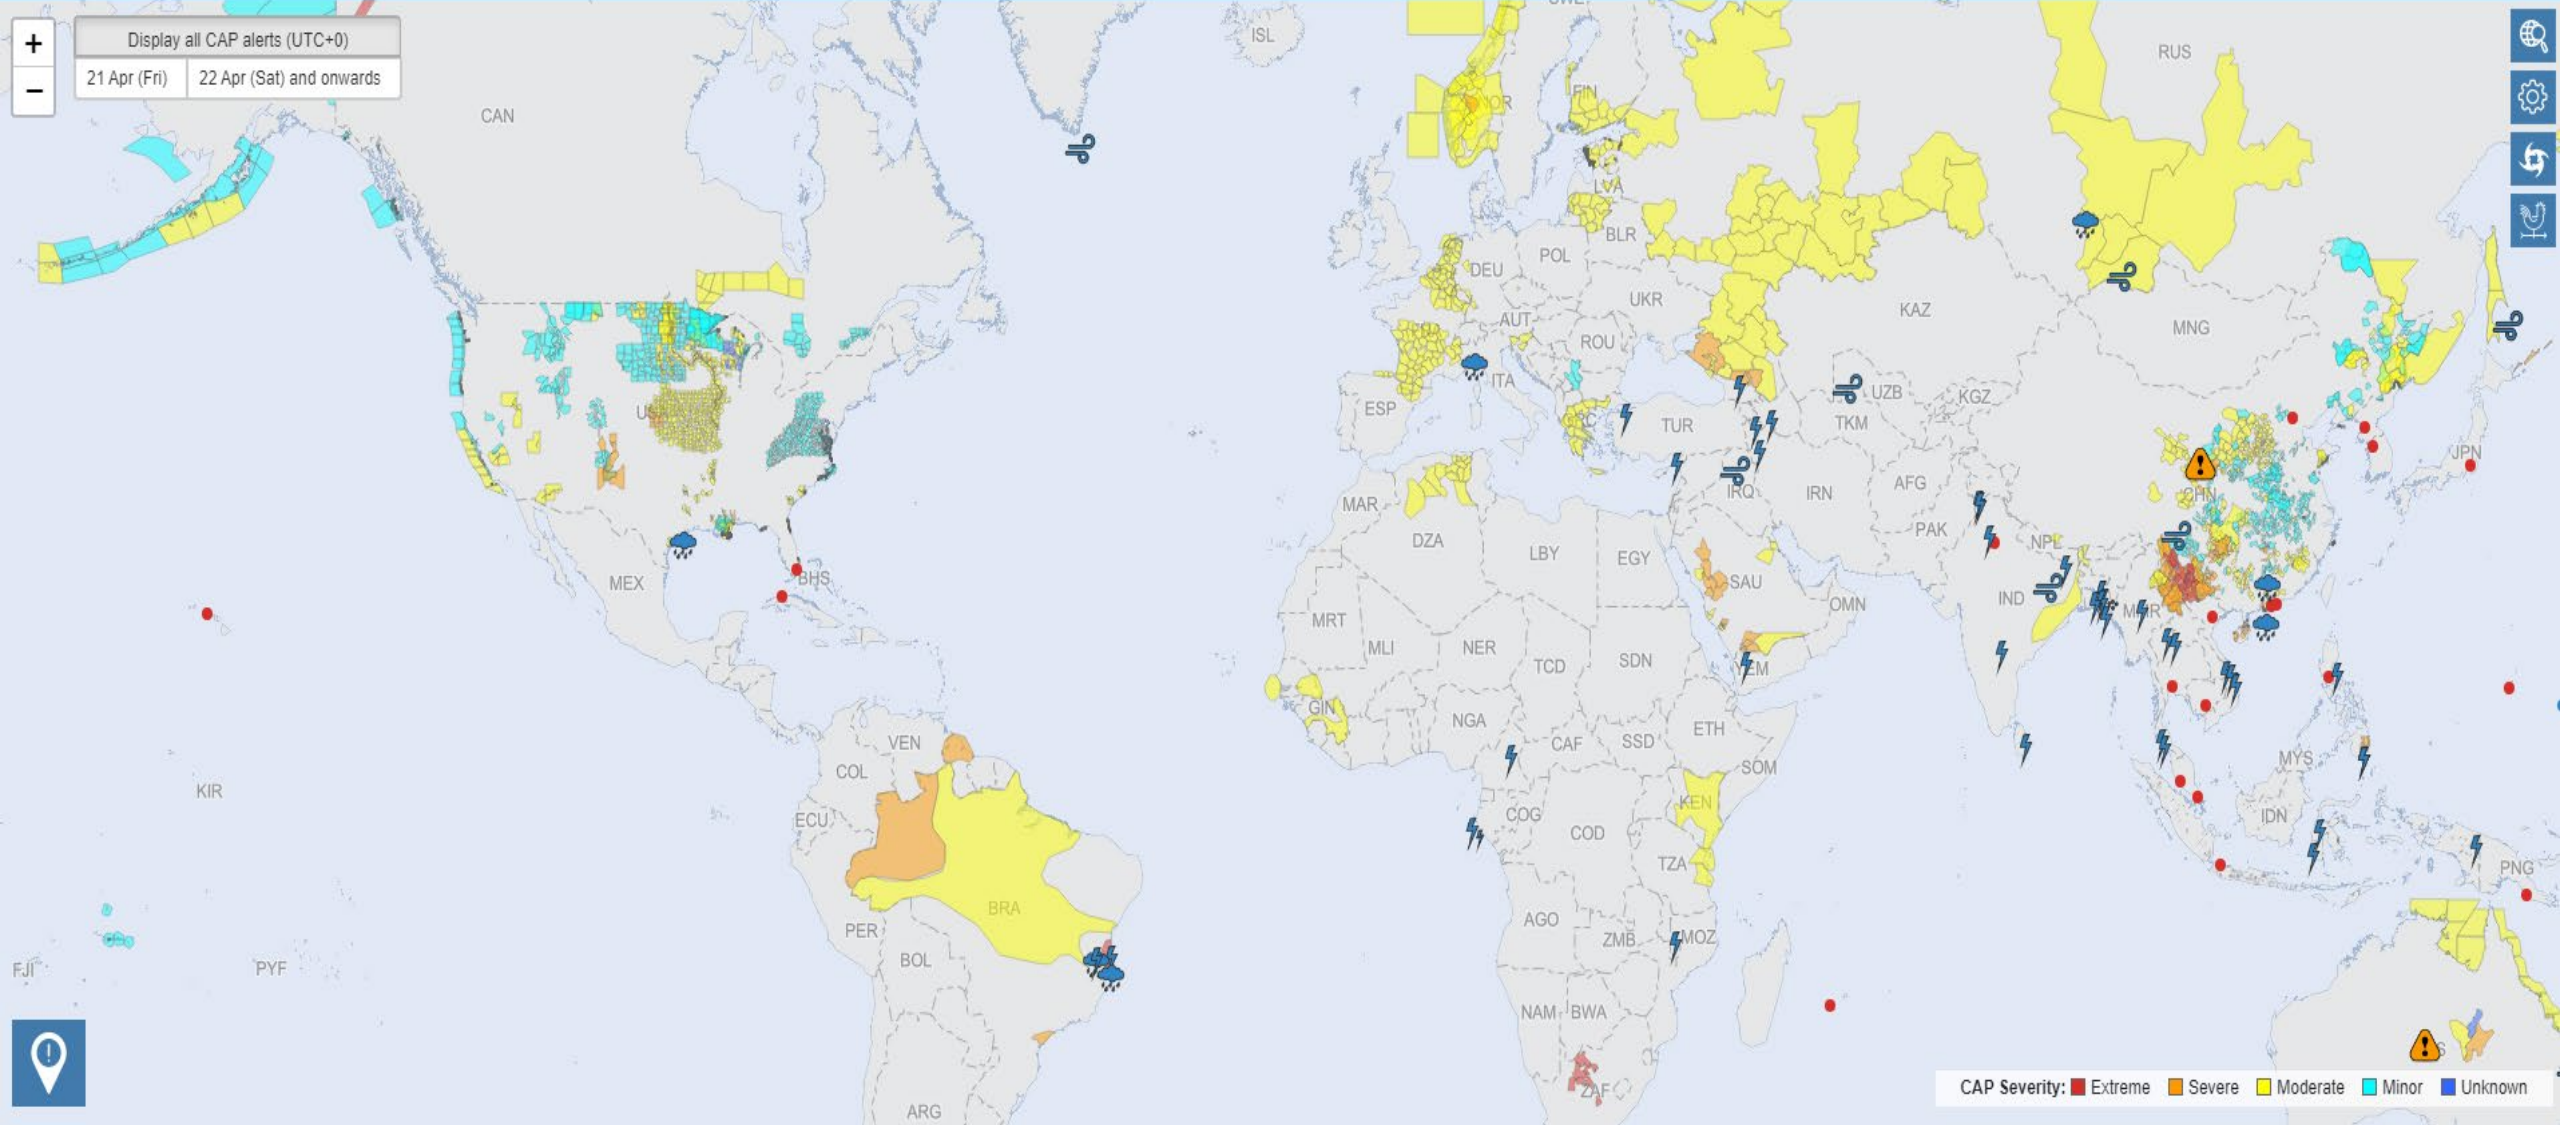 +
Display all CAP alerts (UTC+0)
−
21 Apr (Fri)
22 Apr (Sat) and onwards
ISL
RUS
CAN
NOR
FIN
LVA
BLR
POL
DEU
UKR
KAZ
AUT
ROU
MNG
ITA
UZB
KGZ
ESP
TUR
TKM
JPN
IRQ
IRN
AFG
CHN
MAR
PAK
DZA
LBY
EGY
NPL
MEX
BHS
SAU
IND
OMN
MRT
MLI
NER
TCD
SDN
YEM
GIN
NGA
ETH
VEN
CAF
SSD
COL
SOM
MYS
KIR
KEN
ECU
COG
COD
IDN
TZA
PNG
BRA
AGO
PER
ZMB
MOZ
BOL
FJI
PYF
NAM
BWA
ZAF
ARG
CAP Severity: Extreme Severe Moderate Minor Unknown